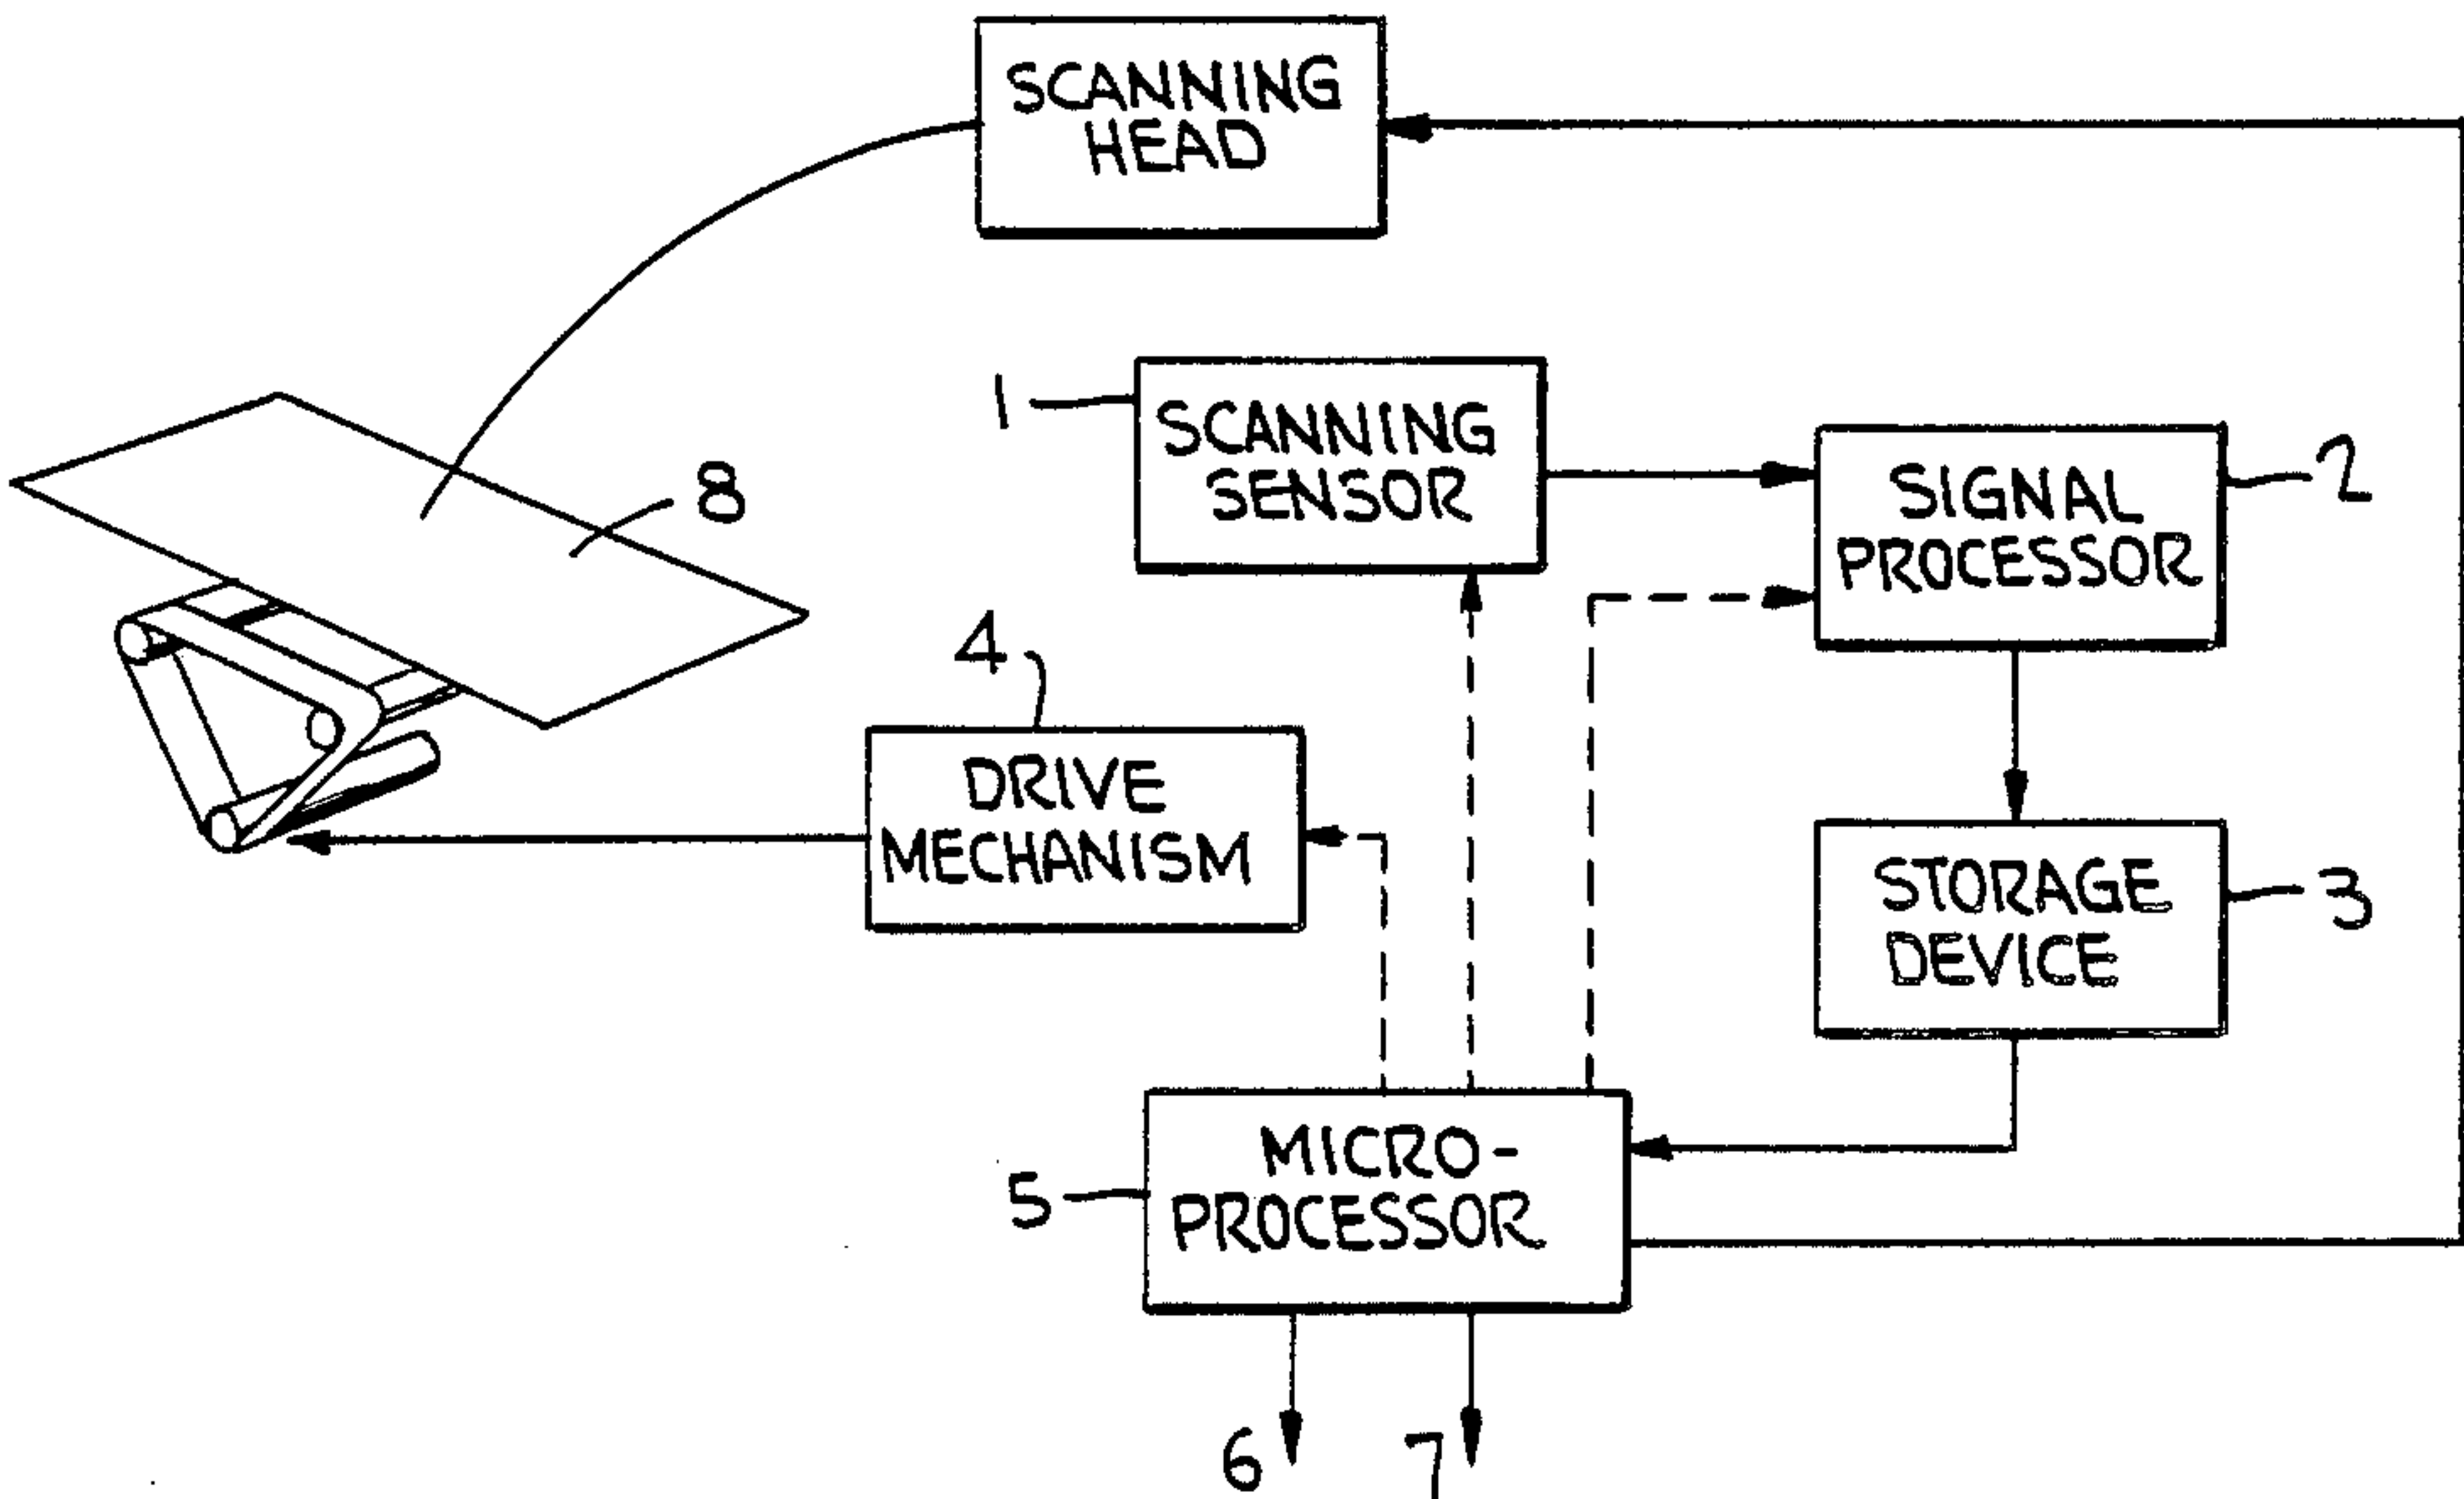 SCANNING
HEAD
1
SCANNING
SENSOR
SIGNAL
PROCESSOR
2
8
4
DRIVE
MECHANISM
STORAGE
DEVICE
3
MICRO-
PROCESSOR
5
6
7